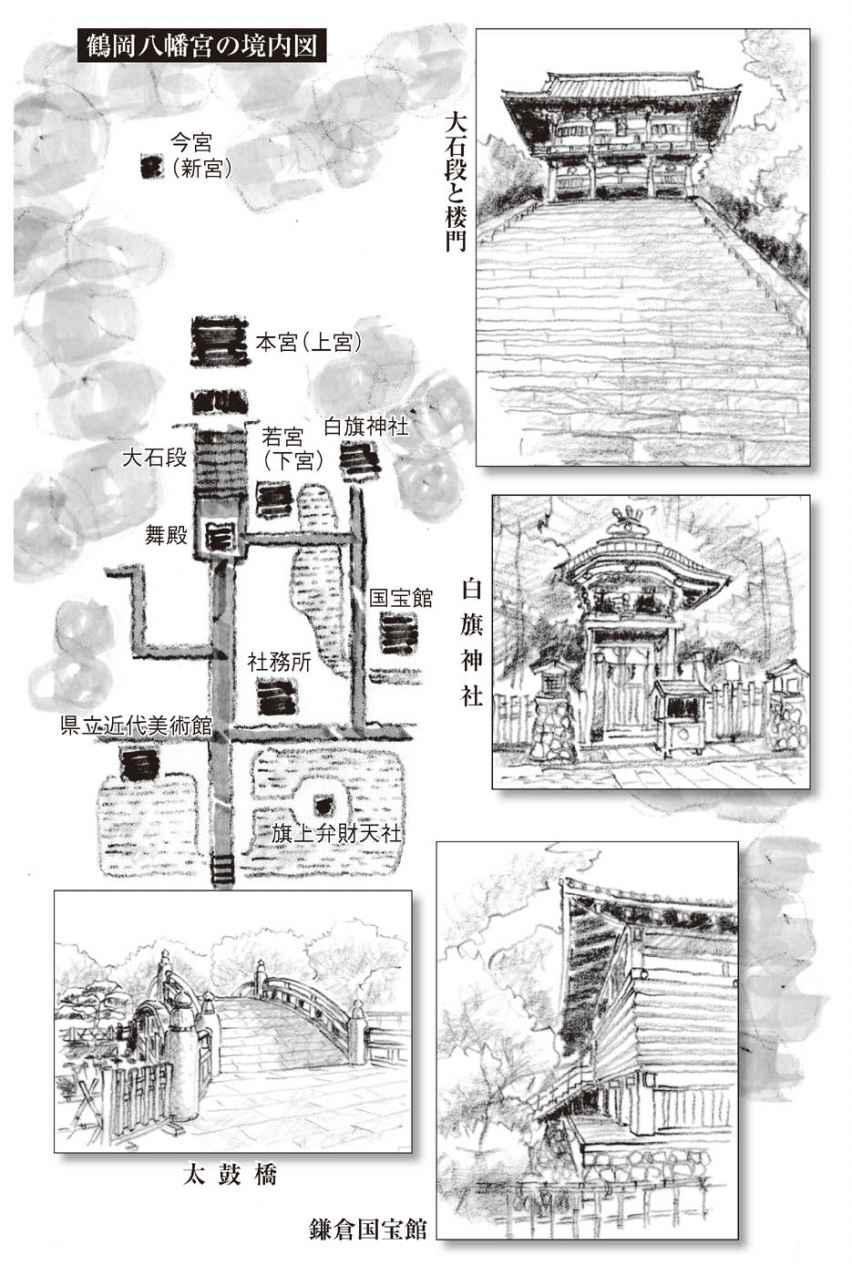 鶴岡八幡宮の境内図
今宮
（新宮）
本宮（上宮）
大石段
若宮
（下宮）
白旗神社
舞殿
国宝館
社務所
県立近代美術館
旗上弁財天社
大石段と楼門
白旗神社
太鼓橋
鎌倉国宝館